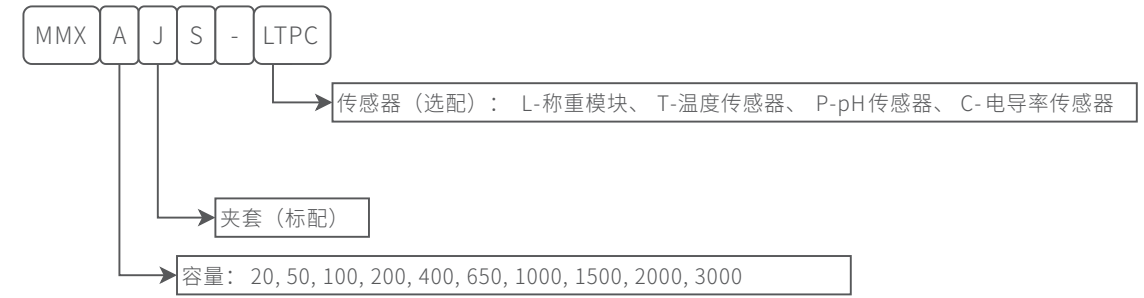 MMX A J S - LTPC
传感器（选配）： L-称重模块、 T-温度传感器、 P-pH传感器、 C-电导率传感器
夹套（标配）
容量： 20, 50, 100, 200, 400, 650, 1000, 1500, 2000, 3000